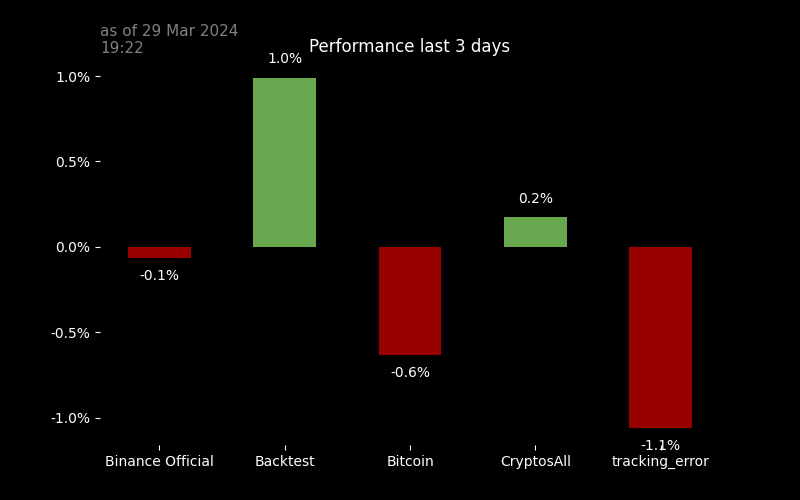 as of 29 Mar 2024
19:22
Performance last 3 days
1.0%
0.5%
0.0%
-0.5%
-1.0%
-0.1%
1.0%
-0.6%
0.2%
-1.1%
Binance Official
Backtest
Bitcoin
CryptosAll
tracking_error